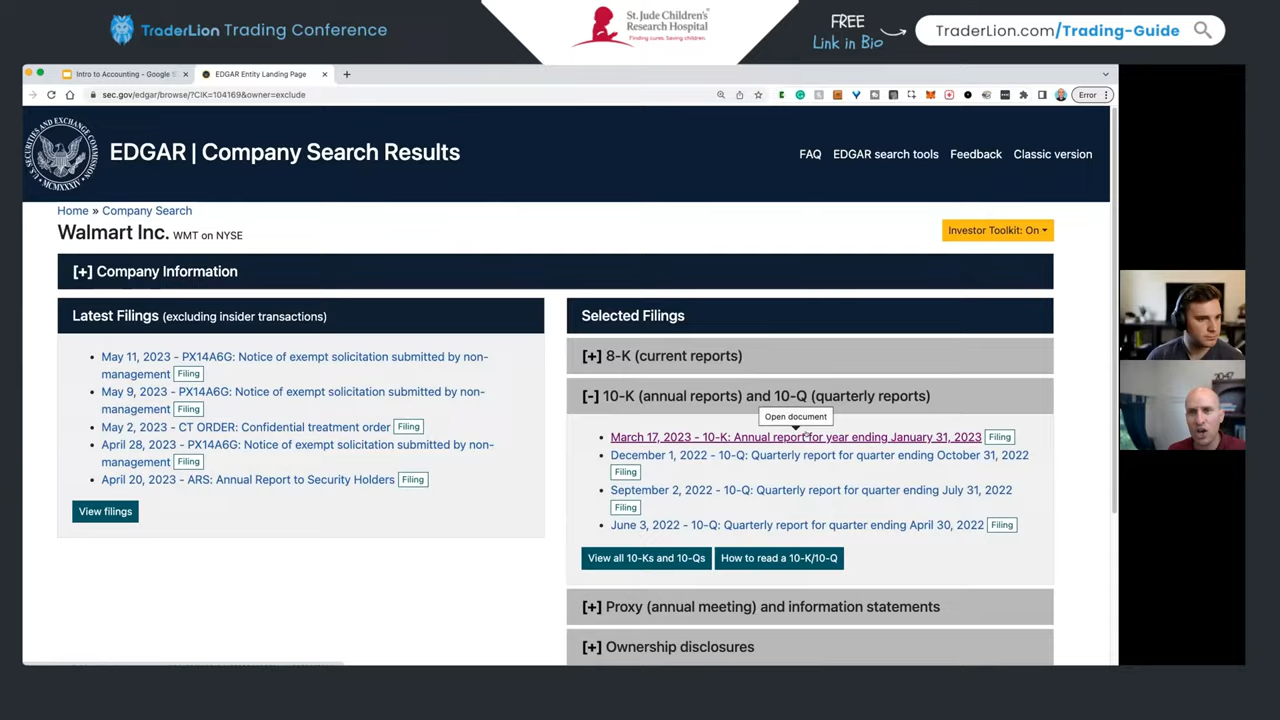 TraderLion Trading Conference
St. Jude Children's
Research Hospital
Finding cures. Saving children.
FREE
Link in Bio
TraderLion.com/Trading-Guide
Intro to Accounting - Google S
EDGAR Entity Landing Page
sec.gov/edgar/browse/?CIK=104169&owner=exclude
Error
EDGAR | Company Search Results
FAQ
EDGAR search tools
Feedback
Classic version
Home » Company Search
Walmart Inc. WMT on NYSE
Investor Toolkit: On
[+] Company Information
Latest Filings (excluding insider transactions)
May 11, 2023 - PX14A6G: Notice of exempt solicitation submitted by non-
management Filing
May 9, 2023 - PX14A6G: Notice of exempt solicitation submitted by non-
management Filing
May 2, 2023 - CT ORDER: Confidential treatment order Filing
April 28, 2023 - PX14A6G: Notice of exempt solicitation submitted by non-
management Filing
April 20, 2023 - ARS: Annual Report to Security Holders Filing
View filings
Selected Filings
[+] 8-K (current reports)
[-] 10-K (annual reports) and 10-Q (quarterly reports)
Open document
March 17, 2023 - 10-K: Annual report for year ending January 31, 2023 Filing
December 1, 2022 - 10-Q: Quarterly report for quarter ending October 31, 2022
Filing
September 2, 2022 - 10-Q: Quarterly report for quarter ending July 31, 2022
Filing
June 3, 2022 - 10-Q: Quarterly report for quarter ending April 30, 2022 Filing
View all 10-Ks and 10-Qs
How to read a 10-K/10-Q
[+] Proxy (annual meeting) and information statements
[+] Ownership disclosures